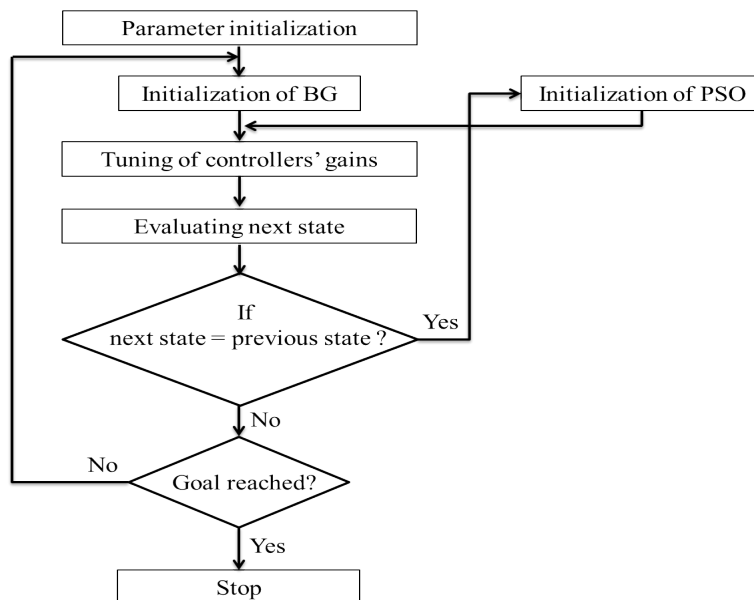 Parameter initialization
Initialization of BG
Initialization of PSO
Tuning of controllers' gains
Evaluating next state
If
next state = previous state ?
Yes
No
No
Goal reached?
Yes
Stop